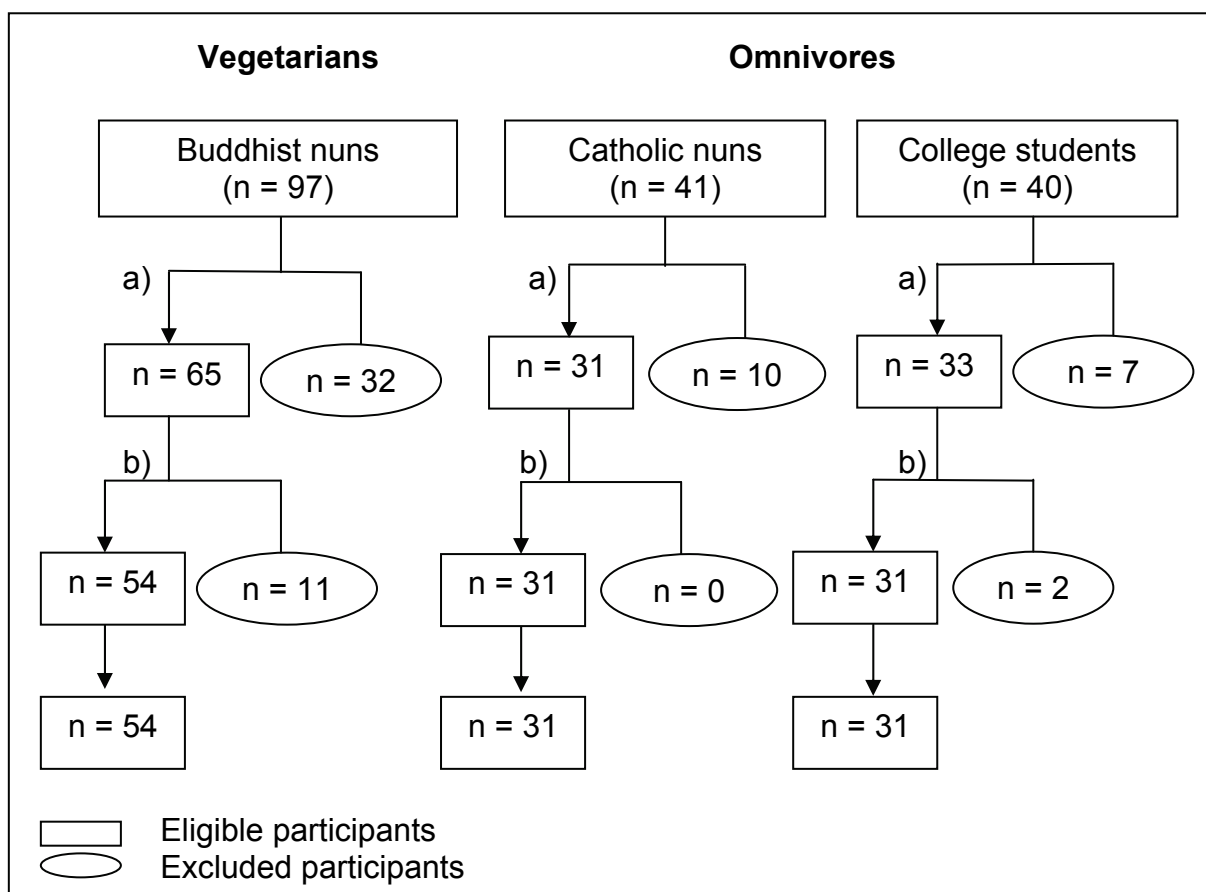 Vegetarians
Omnivores
Buddhist nuns
(n = 97)
Catholic nuns
(n = 41)
College students
(n = 40)
a)
a)
a)
n = 65
n = 32
n = 31
n = 10
n = 33
n = 7
b)
b)
b)
n = 54
n = 11
n = 31
n = 0
n = 31
n = 2
n = 54
n = 31
n = 31
Eligible participants
Excluded participants